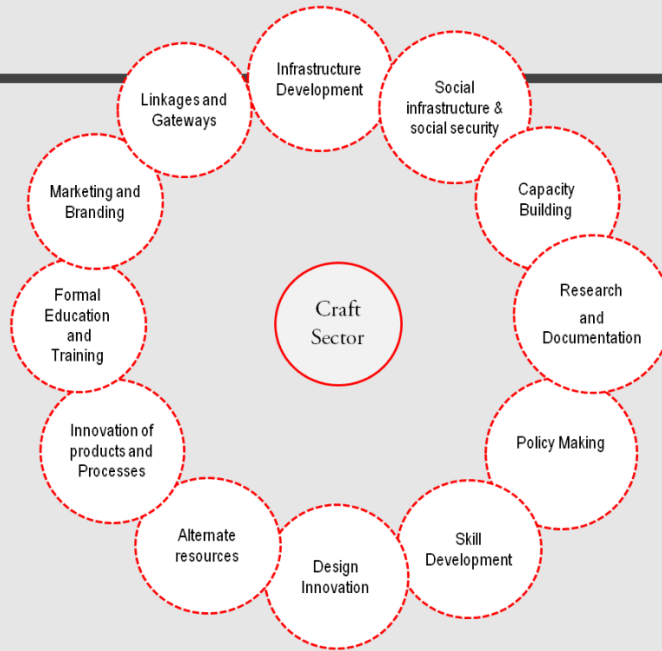 Infrastructure
Development
Social
infrastructure &
social security
Capacity
Building
Research
and
Documentation
Policy Making
Skill
Development
Design
Innovation
Alternate
resources
Innovation of
products and
Processes
Formal
Education
and
Training
Marketing and
Branding
Linkages and
Gateways
Craft
Sector